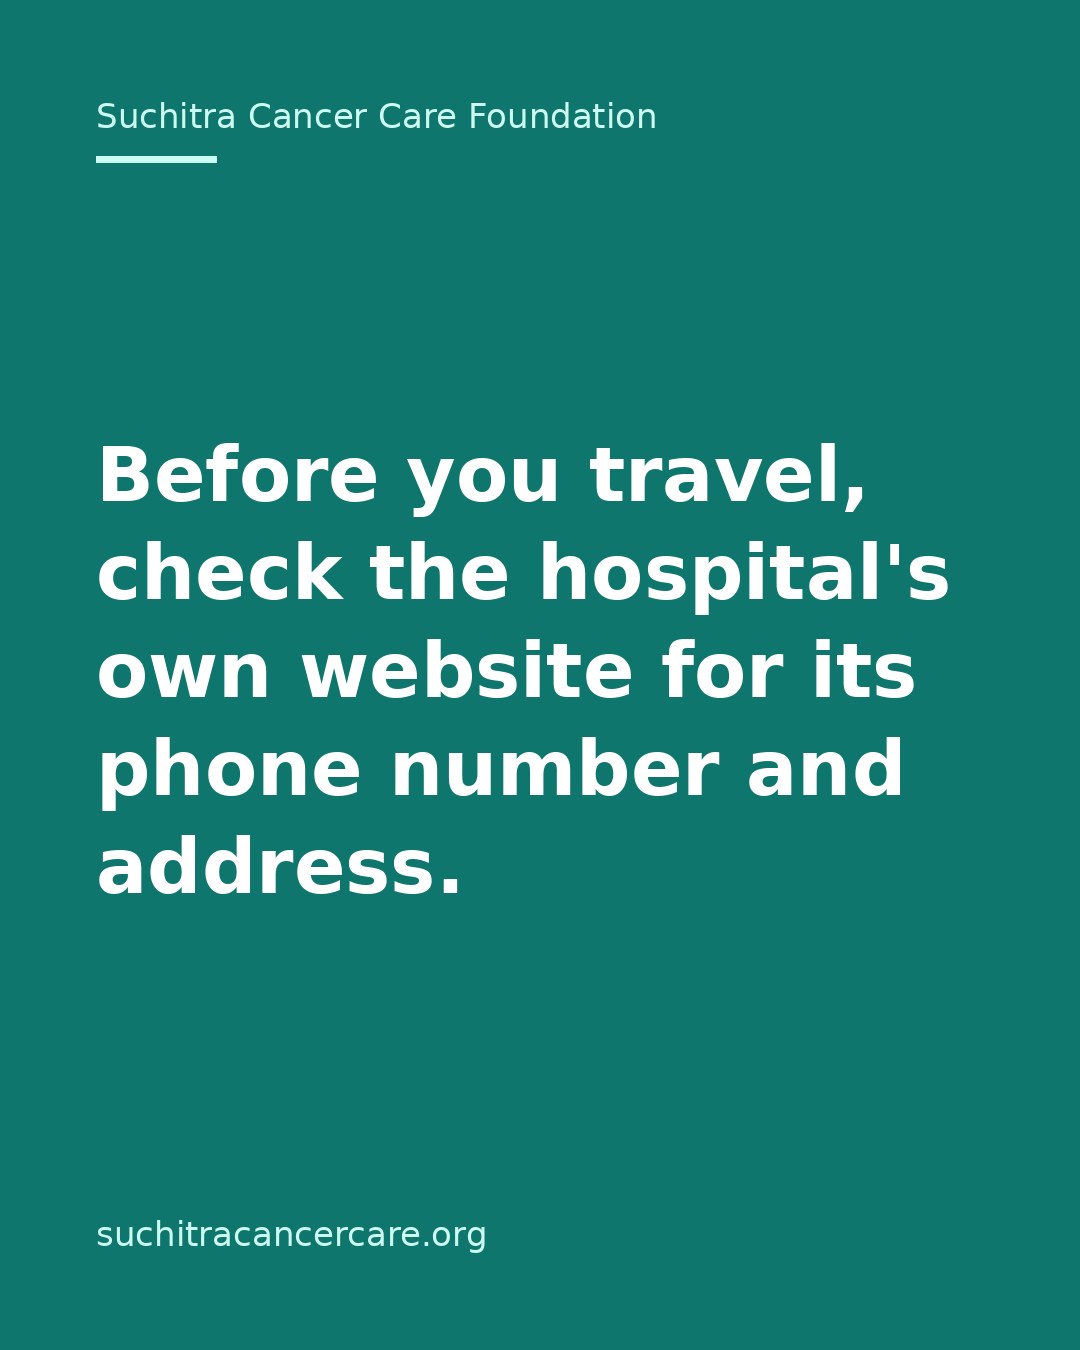 Suchitra Cancer Care Foundation
Before you travel,
check the hospital's
own website for its
phone number and
address.
suchitracancercare.org